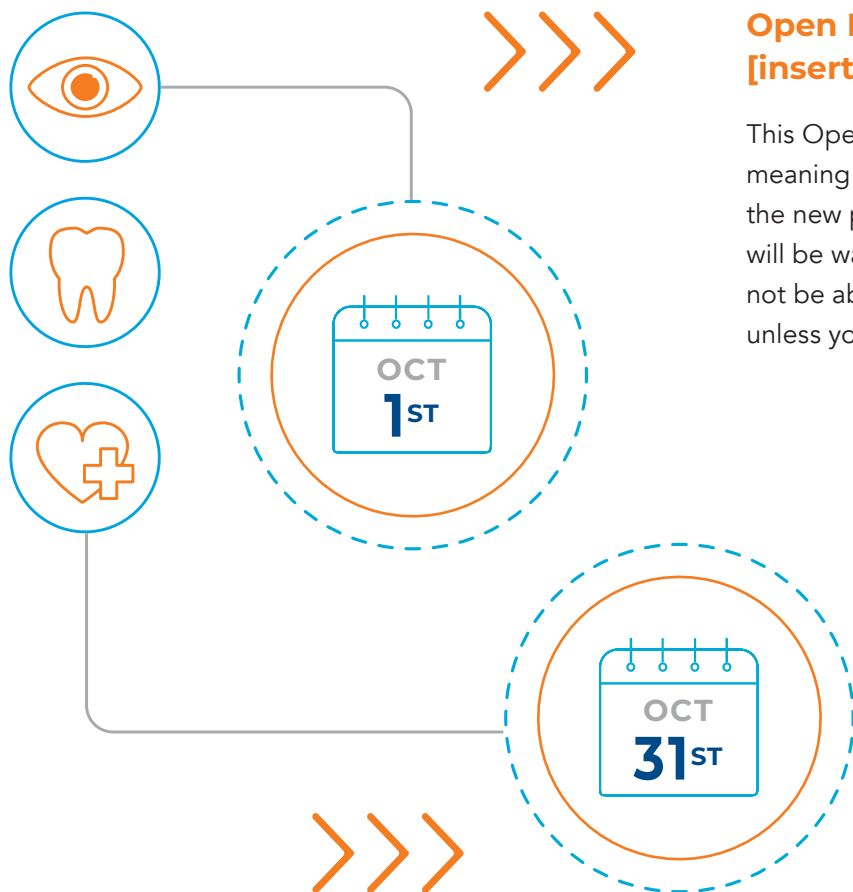 Open
[insert
This Ope
meaning
the new p
will be wa
not be ab
unless yo
OCT
1ST
OCT
31ST